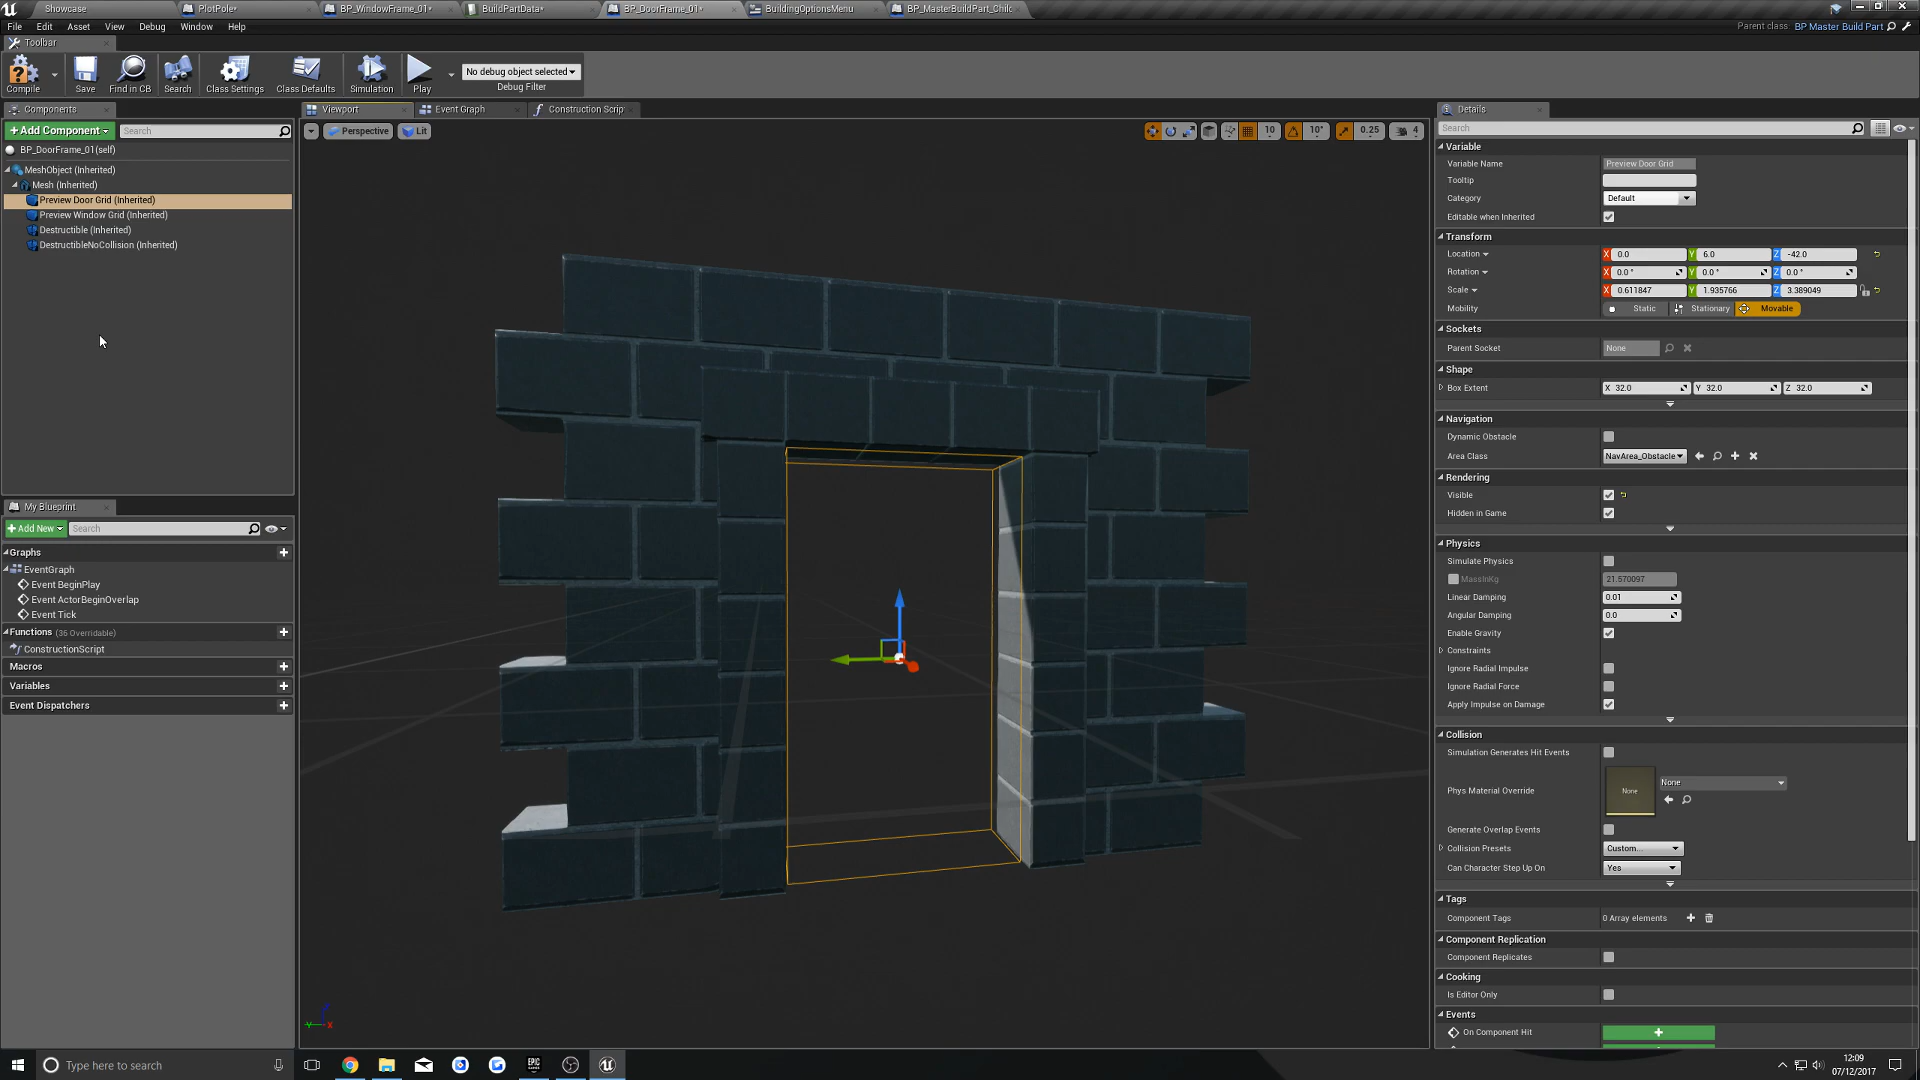 Showcase
PlotPole*
BP_WindowFrame_01*
BuildPartData*
BP_DoorFrame_01*
BuildingOptionsMenu
BP_MasterBuildPart_Chilc
File Edit Asset View Debug Window Help
Parent class: BP Master Build Part
Toolbar
Compile
Save
Find in CB
Search
Class Settings
Class Defaults
Simulation
Play
No debug object selected
Debug Filter
Components
+Add Component
Search
BP_DoorFrame_01(self)
MeshObject (Inherited)
Mesh (Inherited)
Preview Door Grid (Inherited)
Preview Window Grid (Inherited)
Destructible (Inherited)
DestructibleNoCollision (Inherited)
My Blueprint
+Add New
Search
Graphs
EventGraph
Event BeginPlay
Event ActorBeginOverlap
Event Tick
Functions (36 Overridable)
ConstructionScript
Macros
Variables
Event Dispatchers
Viewport
Event Graph
Construction Scrip
Perspective
Lit
10
10°
0.25
4
Details
Search
Variable
Variable Name Preview Door Grid
Tooltip
Category Default
Editable when Inherited
Transform
Location X 0.0 Y 6.0 Z -42.0
Rotation X 0.0 ° Y 0.0 ° Z 0.0 °
Scale X 0.611847 Y 1.935766 Z 3.389049
Mobility Static Stationary Movable
Sockets
Parent Socket None
Shape
Box Extent X 32.0 Y 32.0 Z 32.0
Navigation
Dynamic Obstacle
Area Class NavArea_Obstacle
Rendering
Visible
Hidden in Game
Physics
Simulate Physics
MassInKg 21.570097
Linear Damping 0.01
Angular Damping 0.0
Enable Gravity
Constraints
Ignore Radial Impulse
Ignore Radial Force
Apply Impulse on Damage
Collision
Simulation Generates Hit Events
Phys Material Override None None
Generate Overlap Events
Collision Presets Custom...
Can Character Step Up On Yes
Tags
Component Tags 0 Array elements
Component Replication
Component Replicates
Cooking
Is Editor Only
Events
On Component Hit
Type here to search
12:09
07/12/2017